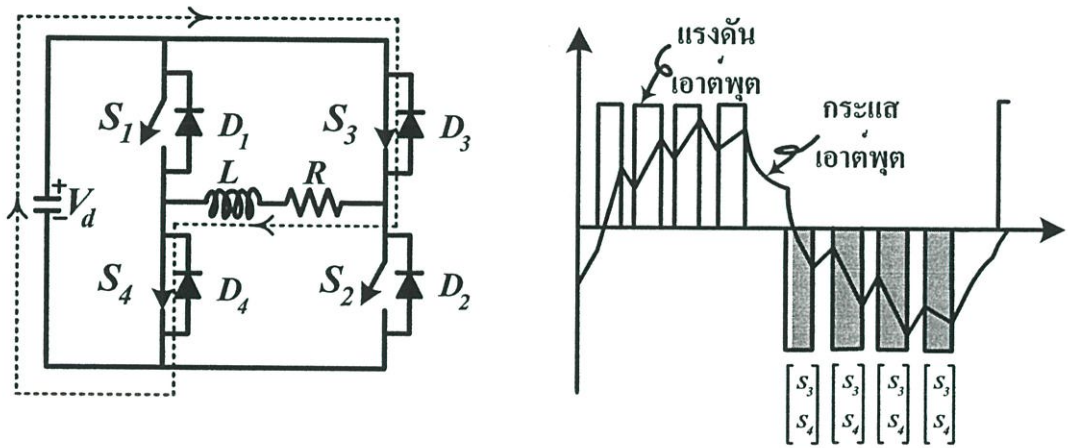 S1
D1
S3
D3
L
R
+
Vd
−
S4
D4
S2
D2
แรงดัน
เอาต์พุต
กระแส
เอาต์พุต
[S3 S4]
[S3 S4]
[S3 S4]
[S3 S4]